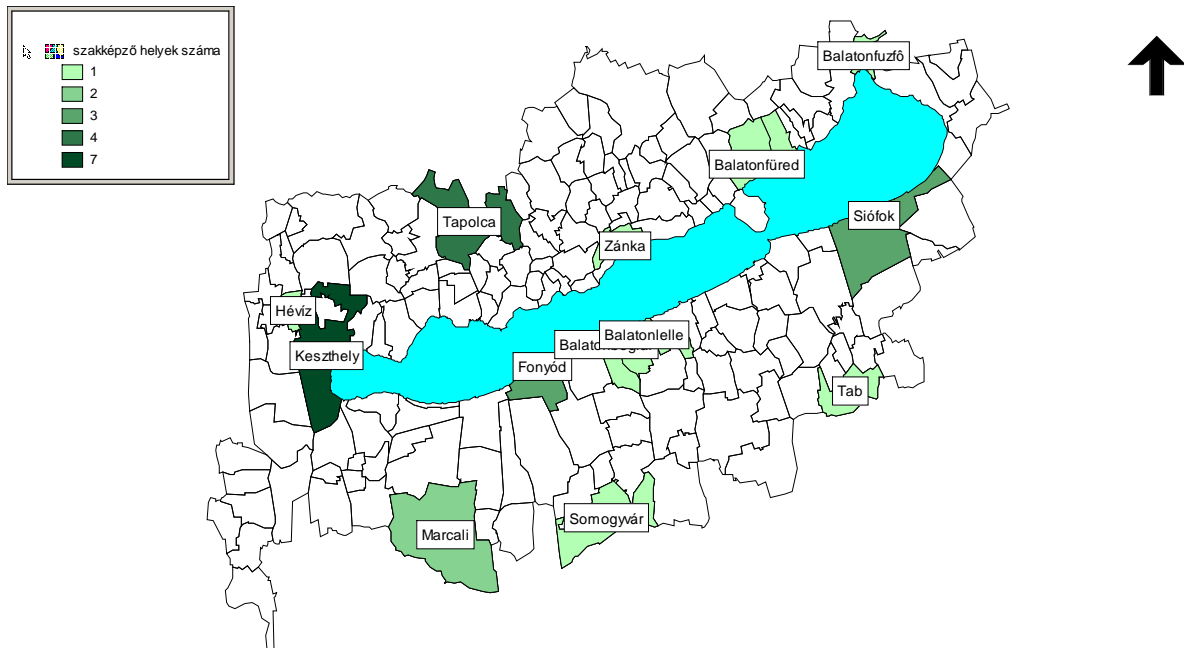 szakképző helyek száma
1
2
3
4
7
Balatonfuzfô
Balatonfüred
Siófok
Tapolca
Zánka
Hévíz
Balatonlelle
Keszthely
Fonyód
Tab
Somogyvár
Marcali